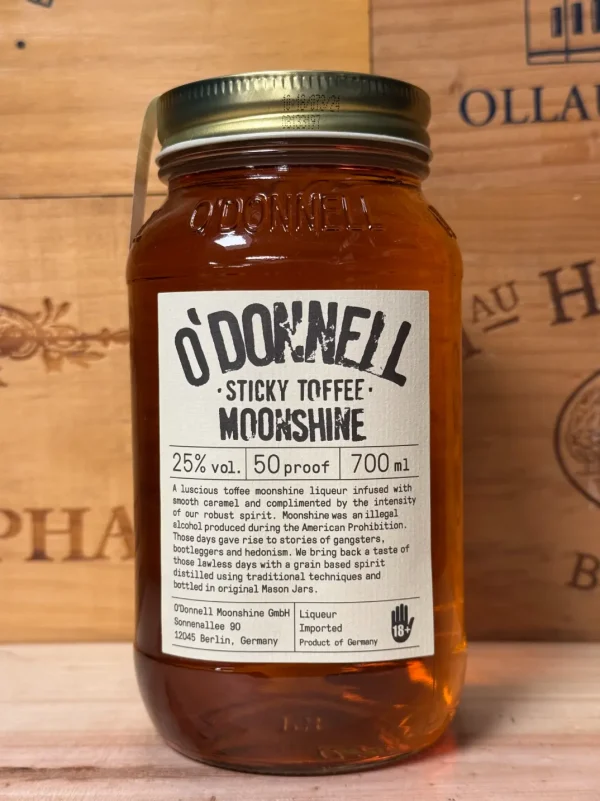 OLLAU
O'DONNELL
O'DONNELL
·STICKY TOFFEE·
MOONSHINE
25% vol. 50 proof 700 ml
A luscious toffee moonshine liqueur infused with
smooth caramel and complimented by the intensity
of our robust spirit. Moonshine was an illegal
alcohol produced during the American Prohibition.
Those days gave rise to stories of gangsters,
bootleggers and hedonism. We bring back a taste of
those lawless days with a grain based spirit
distilled using traditional techniques and
bottled in original Mason Jars.
O'Donnell Moonshine GmbH
Sonnenallee 90
12045 Berlin, Germany
Liqueur
Imported
Product of Germany
18+
AU H
PHA
B